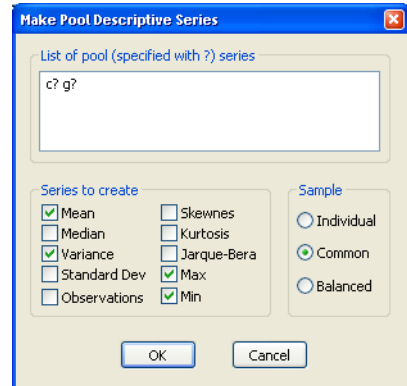 Make Pool Descriptive Series
List of pool (specified with ?) series
c? g?
Series to create
Mean
Skewnes
Median
Kurtosis
Variance
Jarque-Bera
Standard Dev
Max
Observations
Min
Sample
Individual
Common
Balanced
OK
Cancel